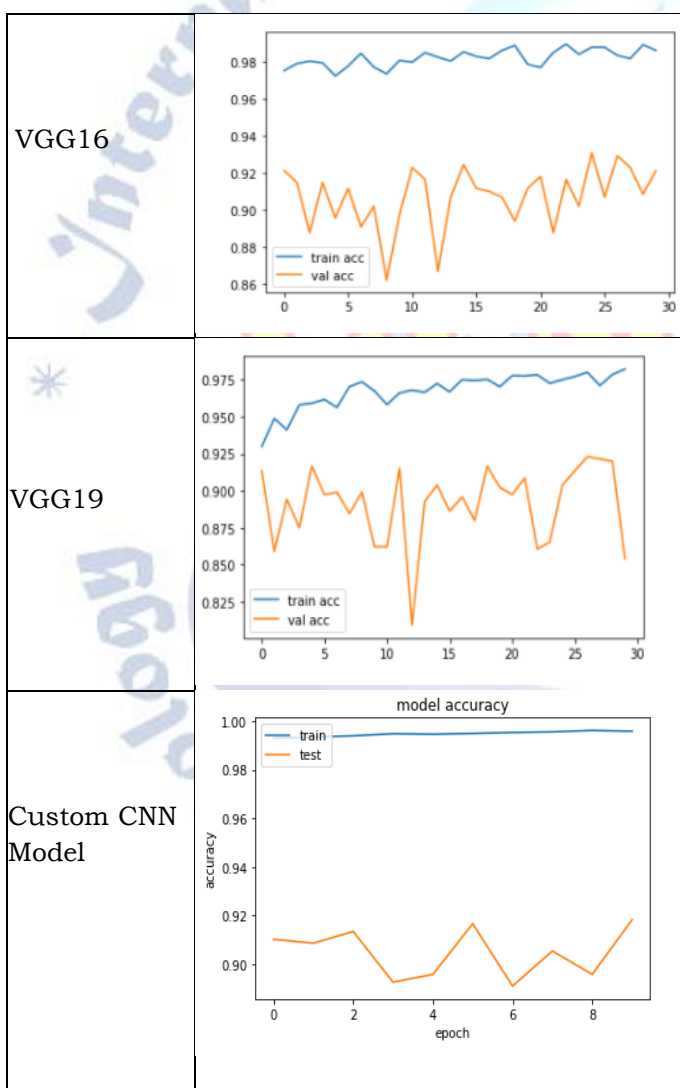 VGG16
0.98
0.96
0.94
0.92
0.90
0.88
0.86
train acc
val acc
0 5 10 15 20 25 30
VGG19
0.975
0.950
0.925
0.900
0.875
0.850
0.825
train acc
val acc
0 5 10 15 20 25 30
Custom CNN
Model
model accuracy
1.00
0.98
0.96
0.94
0.92
0.90
accuracy
train
test
0 2 4 6 8
epoch